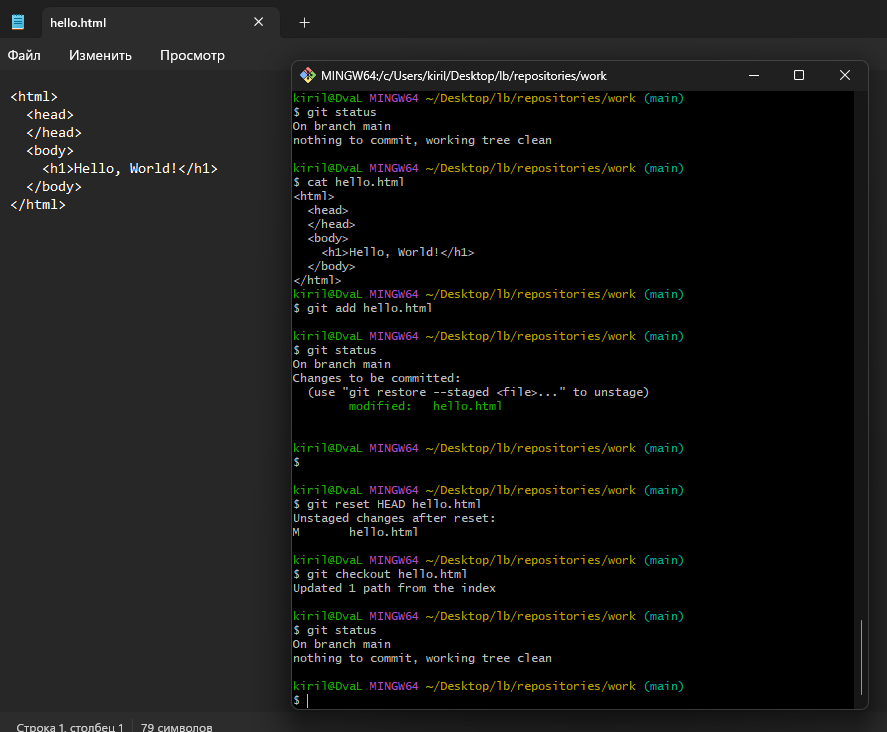 hello.html
Файл Изменить Просмотр
<html>
  <head>
  </head>
  <body>
    <h1>Hello, World!</h1>
  </body>
</html>
Строка 1, столбец 1 79 символов
MINGW64:/c/Users/kiril/Desktop/lb/repositories/work
kiril@DvaL MINGW64 ~/Desktop/lb/repositories/work (main)
$ git status
On branch main
nothing to commit, working tree clean
kiril@DvaL MINGW64 ~/Desktop/lb/repositories/work (main)
$ cat hello.html
<html>
  <head>
  </head>
  <body>
    <h1>Hello, World!</h1>
  </body>
</html>
kiril@DvaL MINGW64 ~/Desktop/lb/repositories/work (main)
$ git add hello.html
kiril@DvaL MINGW64 ~/Desktop/lb/repositories/work (main)
$ git status
On branch main
Changes to be committed:
  (use "git restore --staged <file>..." to unstage)
        modified:   hello.html
kiril@DvaL MINGW64 ~/Desktop/lb/repositories/work (main)
$
kiril@DvaL MINGW64 ~/Desktop/lb/repositories/work (main)
$ git reset HEAD hello.html
Unstaged changes after reset:
M       hello.html
kiril@DvaL MINGW64 ~/Desktop/lb/repositories/work (main)
$ git checkout hello.html
Updated 1 path from the index
kiril@DvaL MINGW64 ~/Desktop/lb/repositories/work (main)
$ git status
On branch main
nothing to commit, working tree clean
kiril@DvaL MINGW64 ~/Desktop/lb/repositories/work (main)
$